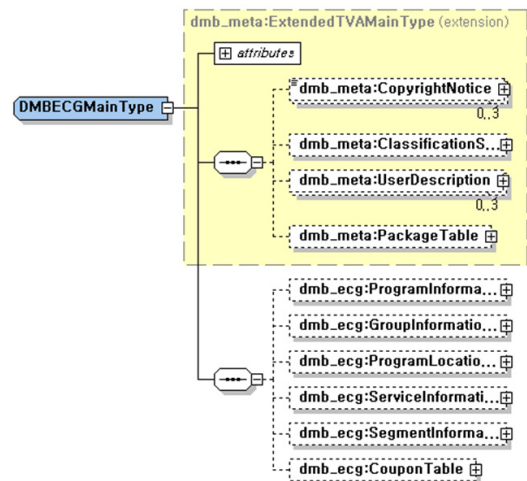 dmb_meta:ExtendedTVAMainType (extension)
attributes
DMBECGMainType
dmb_meta:CopyrightNotice
0..3
dmb_meta:ClassificationS...
dmb_meta:UserDescription
0..3
dmb_meta:PackageTable
dmb_ecg:ProgramInforma...
dmb_ecg:GroupInformatio...
dmb_ecg:ProgramLocatio...
dmb_ecg:ServiceInformati...
dmb_ecg:SegmentInforma...
dmb_ecg:CouponTable